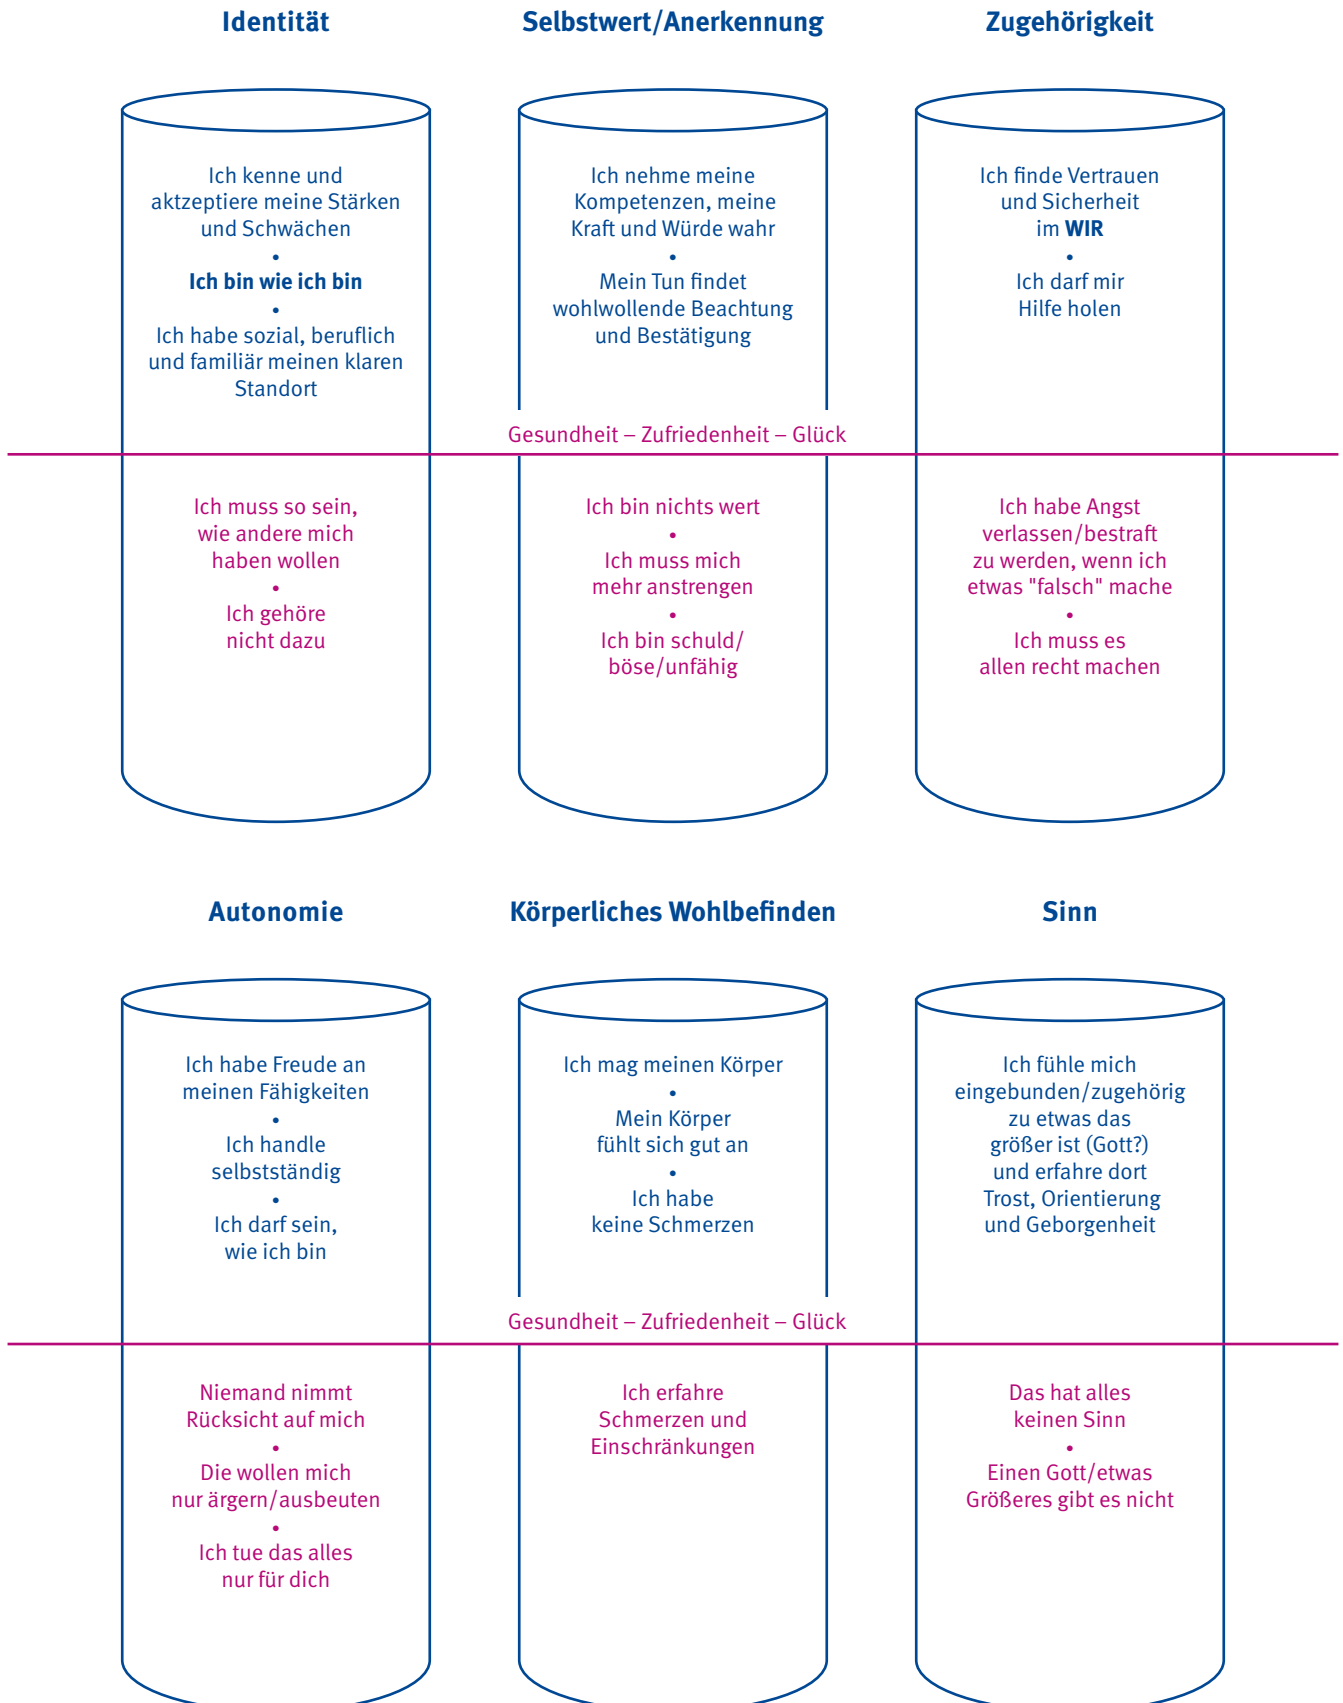 Identität
Selbstwert/Anerkennung
Zugehörigkeit
Ich kenne und
aktzeptiere meine Stärken
und Schwächen
•
Ich bin wie ich bin
•
Ich habe sozial, beruflich
und familiär meinen klaren
Standort
Ich nehme meine
Kompetenzen, meine
Kraft und Würde wahr
•
Mein Tun findet
wohlwollende Beachtung
und Bestätigung
Ich finde Vertrauen
und Sicherheit
im WIR
•
Ich darf mir
Hilfe holen
Gesundheit – Zufriedenheit – Glück
Ich muss so sein,
wie andere mich
haben wollen
•
Ich gehöre
nicht dazu
Ich bin nichts wert
•
Ich muss mich
mehr anstrengen
•
Ich bin schuld/
böse/unfähig
Ich habe Angst
verlassen/bestraft
zu werden, wenn ich
etwas "falsch" mache
•
Ich muss es
allen recht machen
Autonomie
Körperliches Wohlbefinden
Sinn
Ich habe Freude an
meinen Fähigkeiten
•
Ich handle
selbstständig
•
Ich darf sein,
wie ich bin
Ich mag meinen Körper
•
Mein Körper
fühlt sich gut an
•
Ich habe
keine Schmerzen
Ich fühle mich
eingebunden/zugehörig
zu etwas das
größer ist (Gott?)
und erfahre dort
Trost, Orientierung
und Geborgenheit
Gesundheit – Zufriedenheit – Glück
Niemand nimmt
Rücksicht auf mich
•
Die wollen mich
nur ärgern/ausbeuten
•
Ich tue das alles
nur für dich
Ich erfahre
Schmerzen und
Einschränkungen
Das hat alles
keinen Sinn
•
Einen Gott/etwas
Größeres gibt es nicht